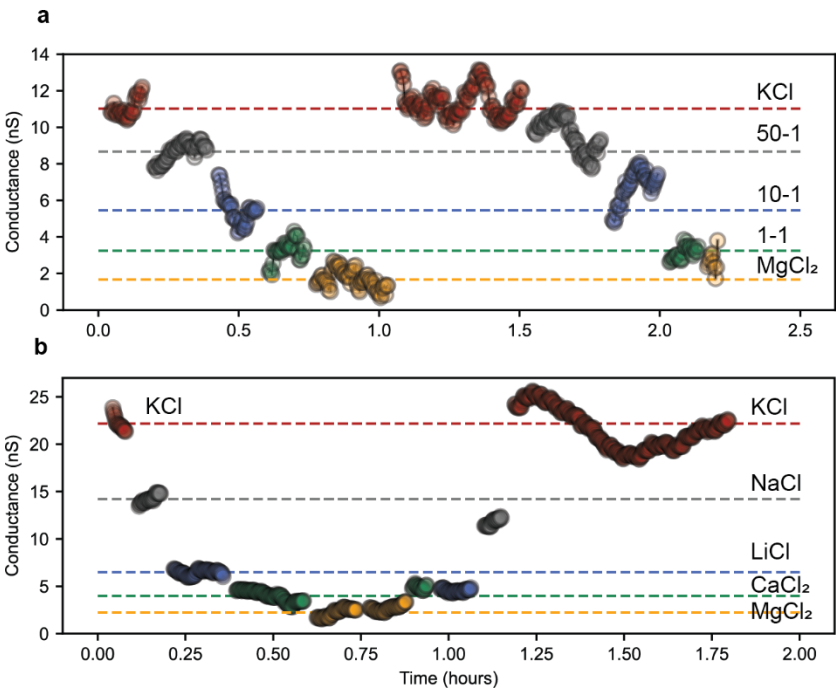 a
14
12
10
8
6
4
2
0
Conductance (nS)
KCl
50-1
10-1
1-1
MgCl₂
0.0 0.5 1.0 1.5 2.0 2.5
b
25
20
15
10
5
0
Conductance (nS)
KCl KCl
NaCl
LiCl
CaCl₂
MgCl₂
0.00 0.25 0.50 0.75 1.00 1.25 1.50 1.75 2.00
Time (hours)